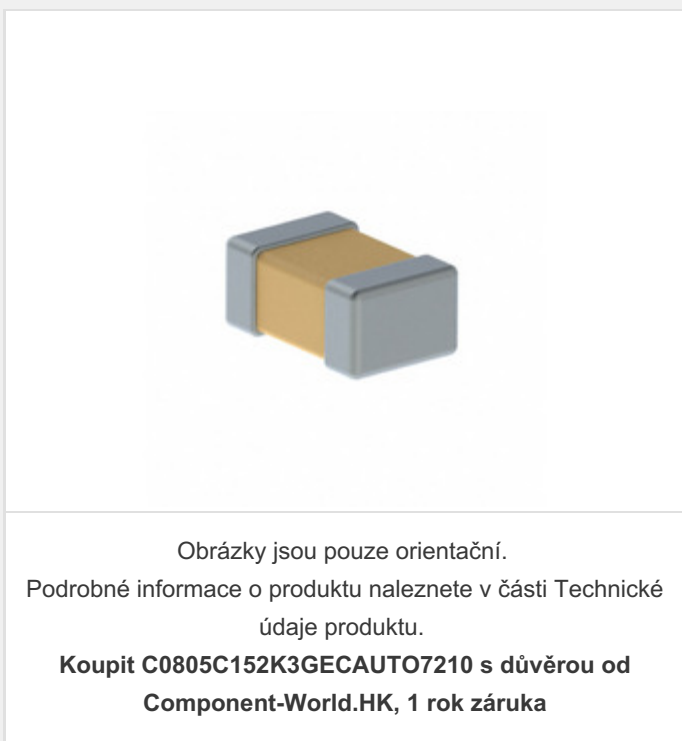 Obrázky jsou pouze orientační.
Podrobné informace o produktu naleznete v části Technické
údaje produktu.
Koupit C0805C152K3GECAUTO7210 s důvěrou od
Component-World.HK, 1 rok záruka